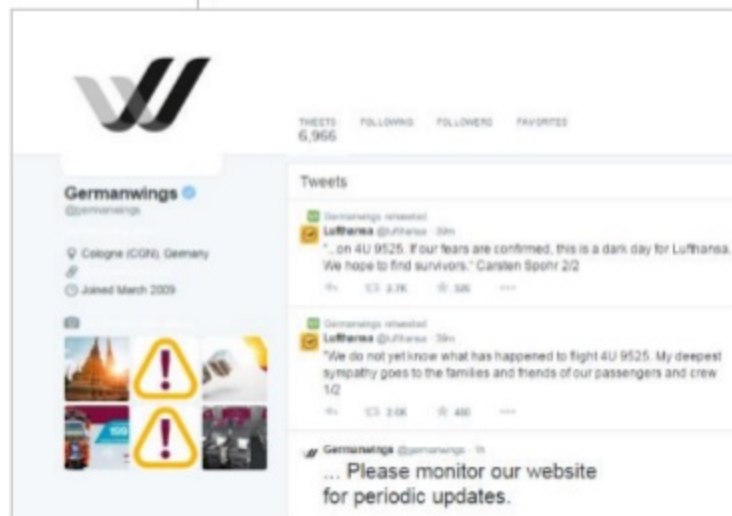 TWEETS FOLLOWING FOLLOWERS FAVORITES
6,966
Germanwings
@germanwings
Cologne (CGN), Germany
Joined March 2009
Tweets
Germanwings retweeted
Lufthansa @lufthansa · 39m
"...on 4U 9525. If our fears are confirmed, this is a dark day for Lufthansa.
We hope to find survivors." Carsten Spohr 2/2
2.7K
Germanwings retweeted
Lufthansa @lufthansa · 39m
"We do not yet know what has happened to flight 4U 9525. My deepest
sympathy goes to the families and friends of our passengers and crew
1/2
Germanwings @germanwings · 1h
... Please monitor our website
for periodic updates.